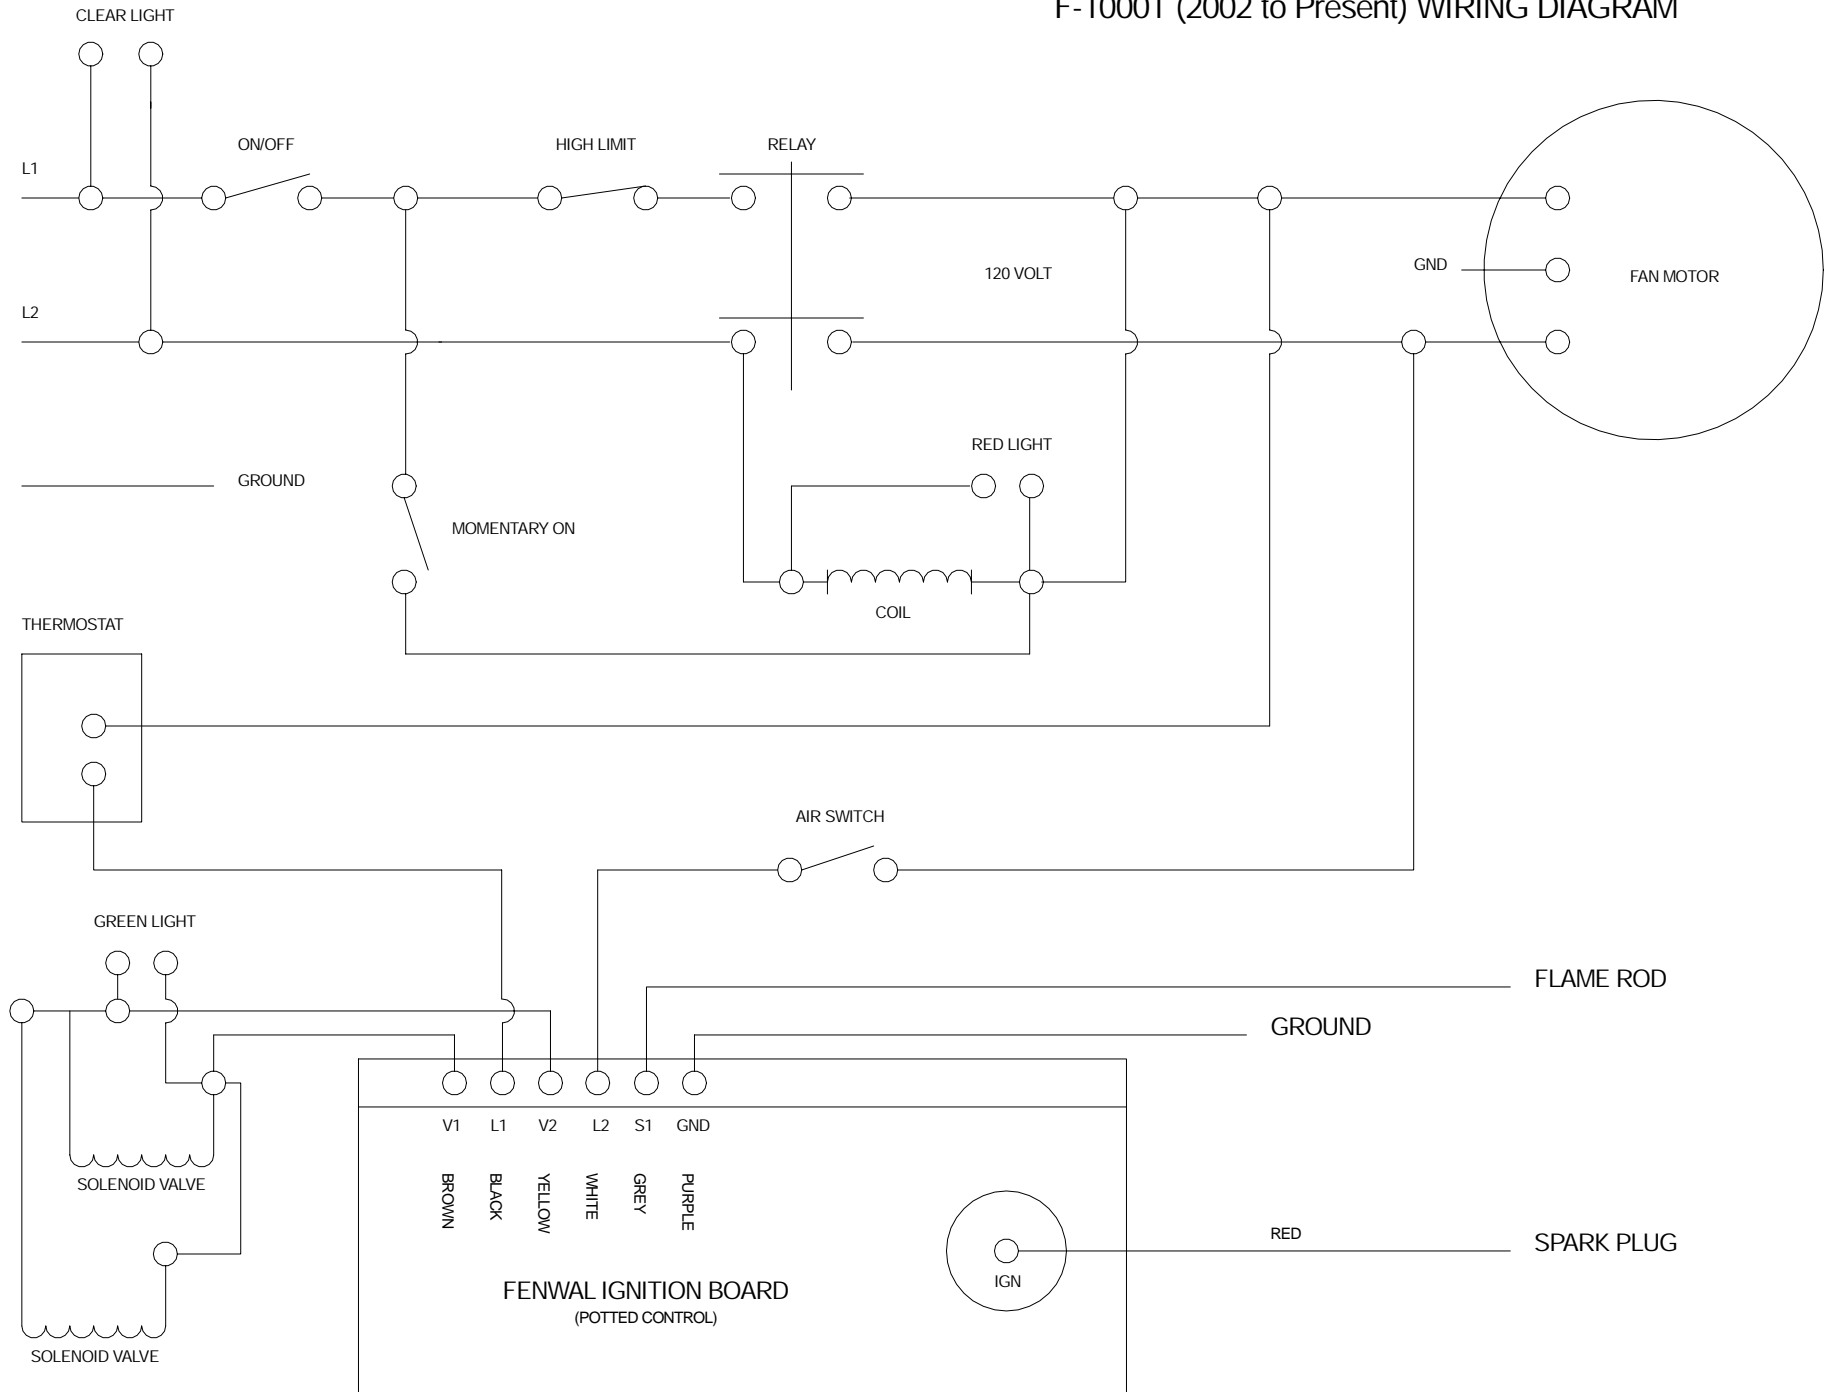 F-10001 (2002 to Present) WIRING DIAGRAM
CLEAR LIGHT
ON/OFF
HIGH LIMIT
RELAY
L1
120 VOLT
GND
FAN MOTOR
L2
RED LIGHT
GROUND
MOMENTARY ON
COIL
THERMOSTAT
AIR SWITCH
GREEN LIGHT
FLAME ROD
GROUND
V1 L1 V2 L2 S1 GND
BROWN
BLACK
YELLOW
WHITE
GREY
PURPLE
SOLENOID VALVE
RED
SPARK PLUG
IGN
FENWAL IGNITION BOARD
(POTTED CONTROL)
SOLENOID VALVE